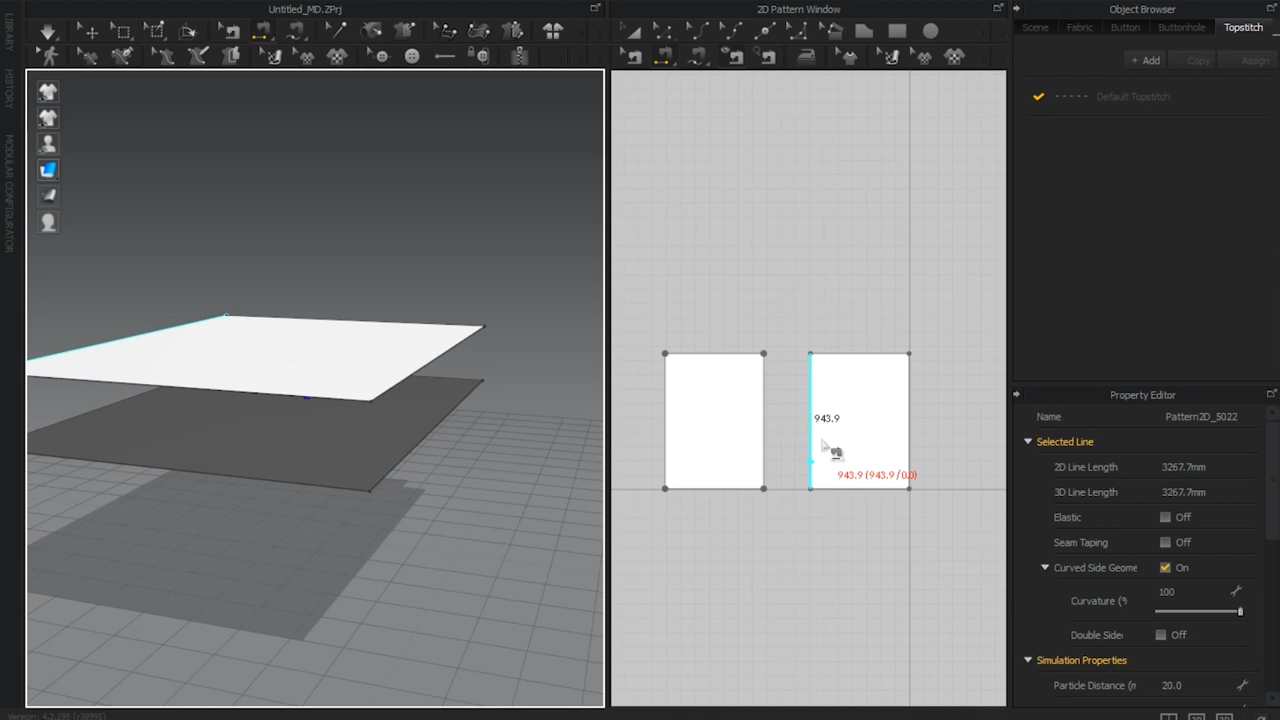 Untitled_MD.ZPrj
2D Pattern Window
Object Browser
LIBRARY
HISTORY
MODULAR CONFIGURATOR
Scene
Fabric
Button
Buttonhole
Topstitch
+ Add
Copy
Assign
Default Topstitch
943.9
943.9 (943.9/0.0)
Property Editor
Name Pattern2D_5022
Selected Line
2D Line Length 3267.7mm
3D Line Length 3267.7mm
Elastic Off
Seam Taping Off
Curved Side Geome On
Curvature (% 100
Double Side Off
Simulation Properties
Particle Distance (m 20.0